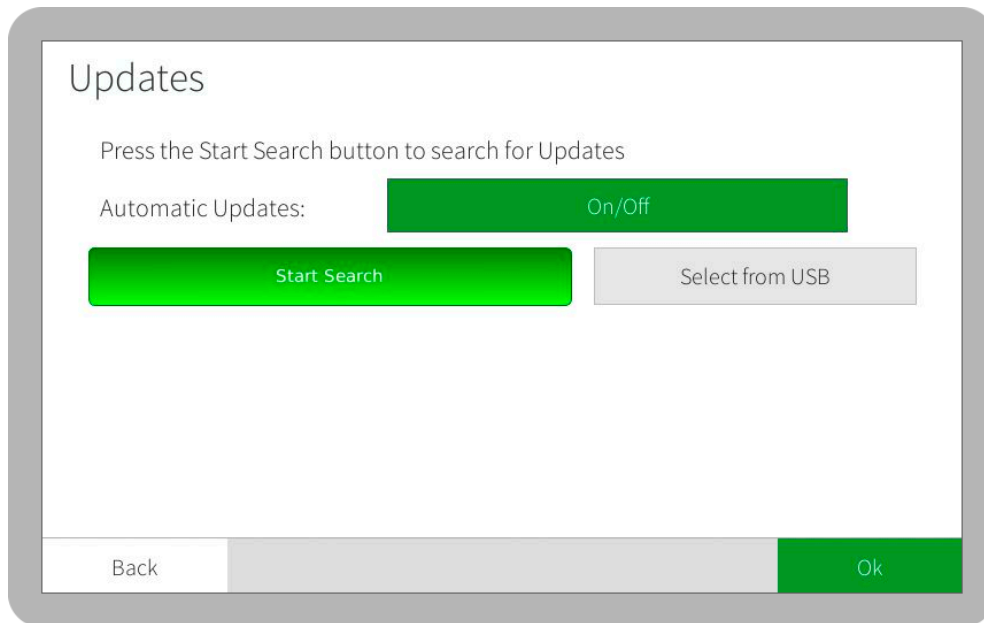 Updates
Press the Start Search button to search for Updates
Automatic Updates: On/Off
Start Search Select from USB
Back Ok